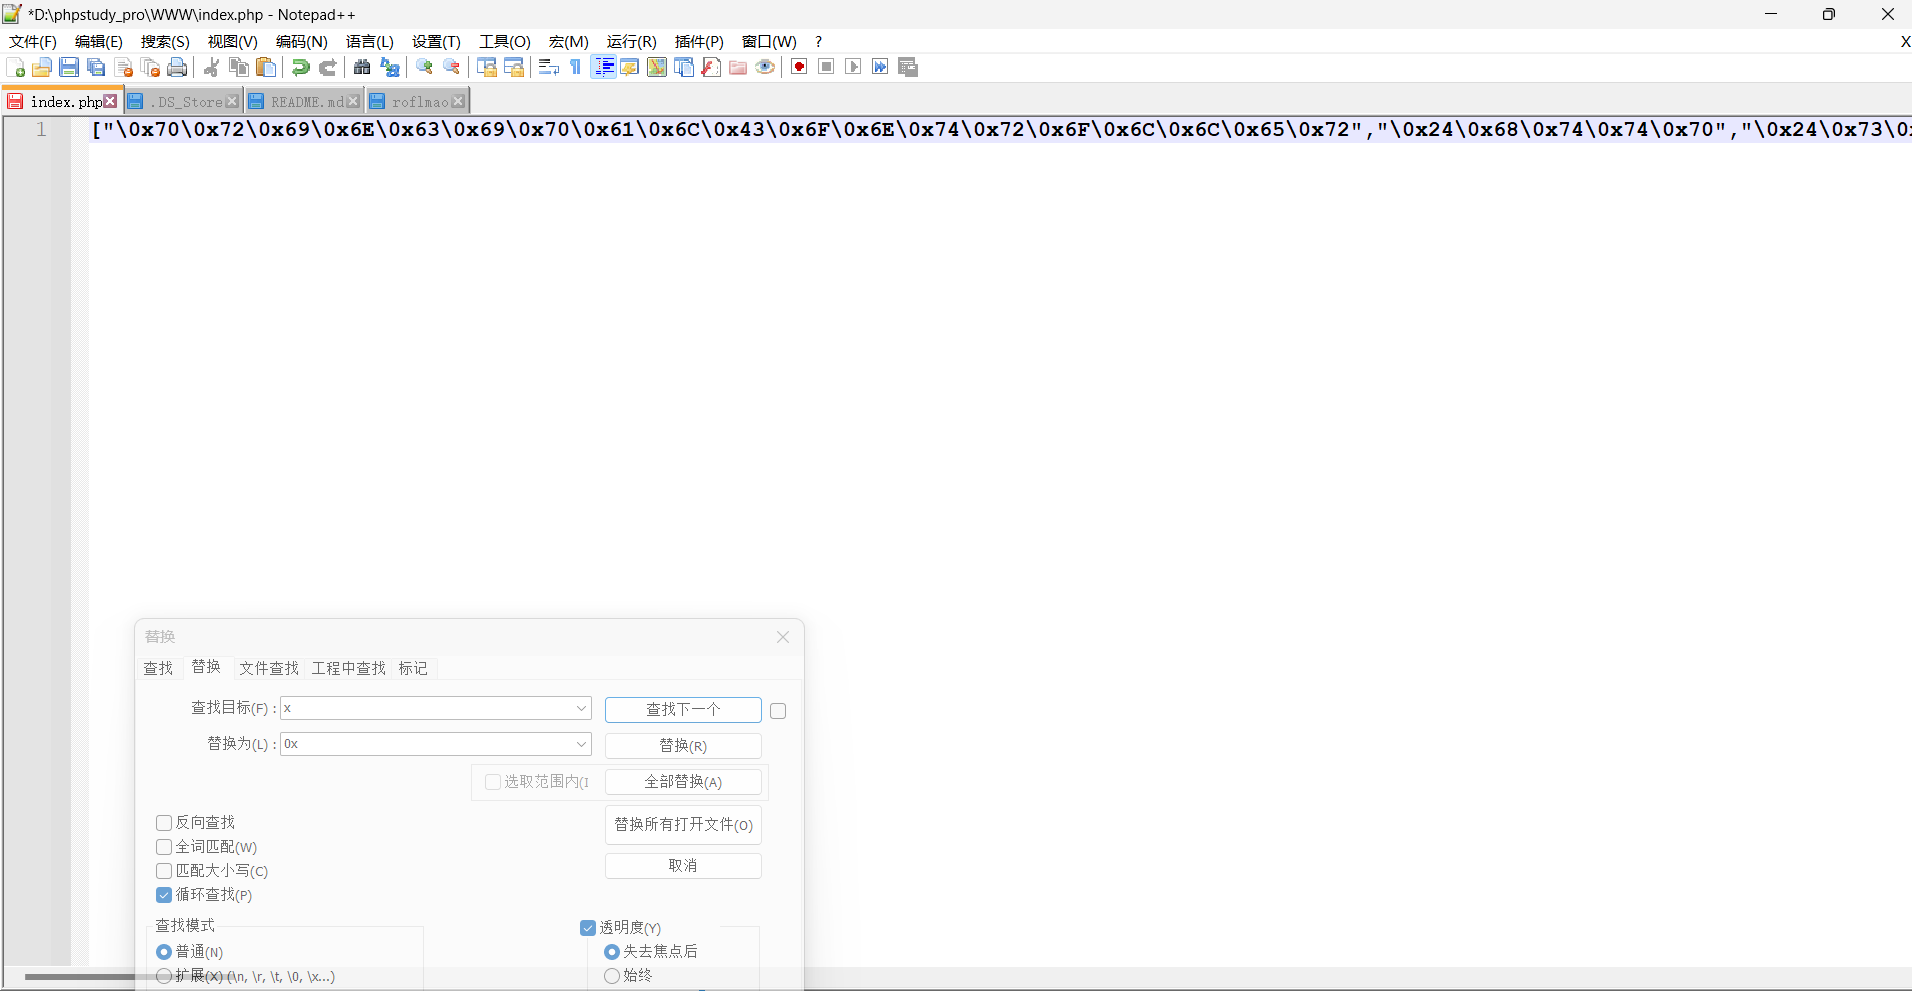 *D:\phpstudy_pro\WWW\index.php - Notepad++
文件(F) 编辑(E) 搜索(S) 视图(V) 编码(N) 语言(L) 设置(T) 工具(O) 宏(M) 运行(R) 插件(P) 窗口(W) ? X
index.php .DS_Store README.md roflmao
1 ["\0x70\0x72\0x69\0x6E\0x63\0x69\0x70\0x61\0x6C\0x43\0x6F\0x6E\0x74\0x72\0x6F\0x6C\0x6C\0x65\0x72","\0x24\0x68\0x74\0x74\0x70","\0x24\0x73\0x
替换
查找 替换 文件查找 工程中查找 标记
查找目标(F) : x 查找下一个
替换为(L) : 0x 替换(R)
选取范围内(I 全部替换(A)
反向查找 替换所有打开文件(O)
全词匹配(W)
匹配大小写(C) 取消
循环查找(P)
查找模式 透明度(Y)
普通(N) 失去焦点后
扩展(X) (\n, \r, \t, \0, \x...) 始终